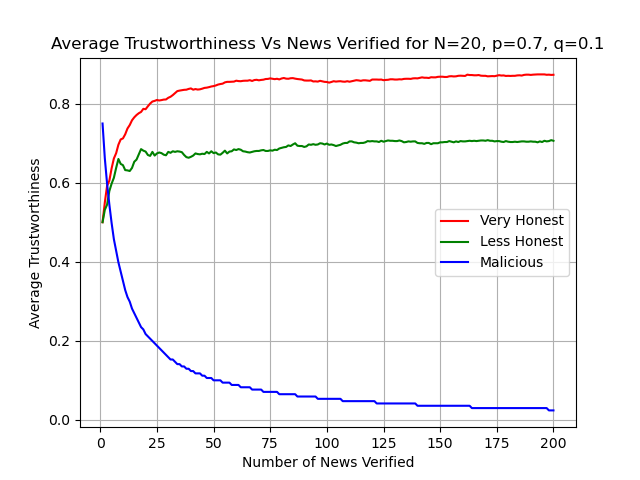 Average Trustworthiness Vs News Verified for N=20, p=0.7, q=0.1
Average Trustworthiness
0.8
0.6
0.4
0.2
0.0
Very Honest
Less Honest
Malicious
0 25 50 75 100 125 150 175 200
Number of News Verified